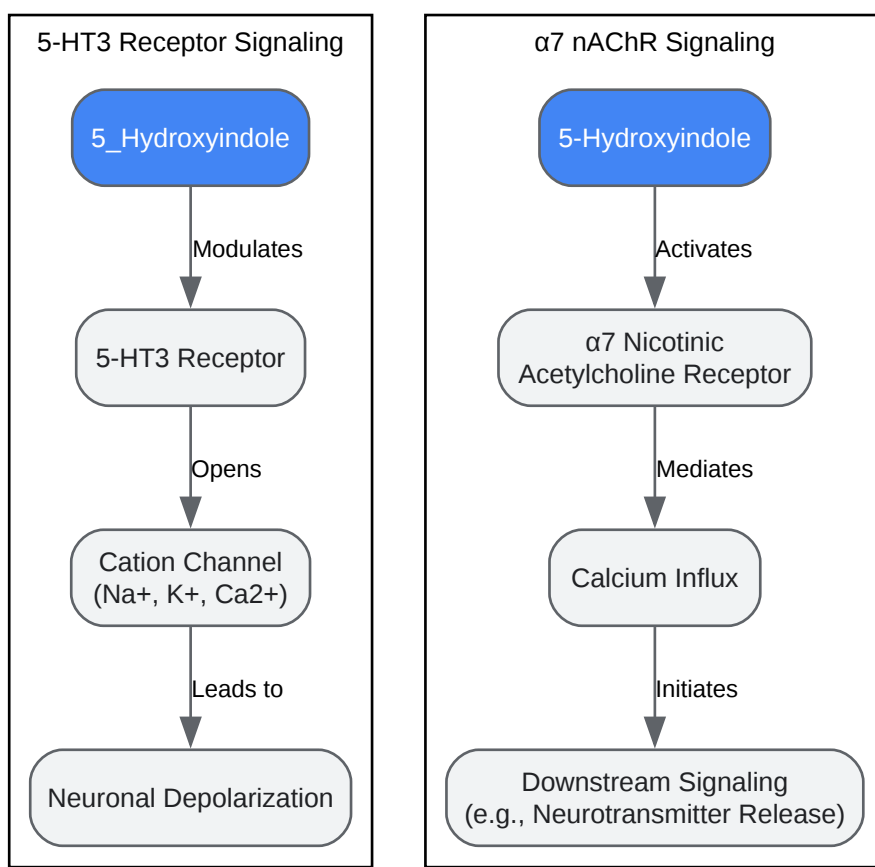 5-HT3 Receptor Signaling
5_Hydroxyindole
Modulates
5-HT3 Receptor
Opens
Cation Channel
(Na+, K+, Ca2+)
Leads to
Neuronal Depolarization
α7 nAChR Signaling
5-Hydroxyindole
Activates
α7 Nicotinic
Acetylcholine Receptor
Mediates
Calcium Influx
Initiates
Downstream Signaling
(e.g., Neurotransmitter Release)